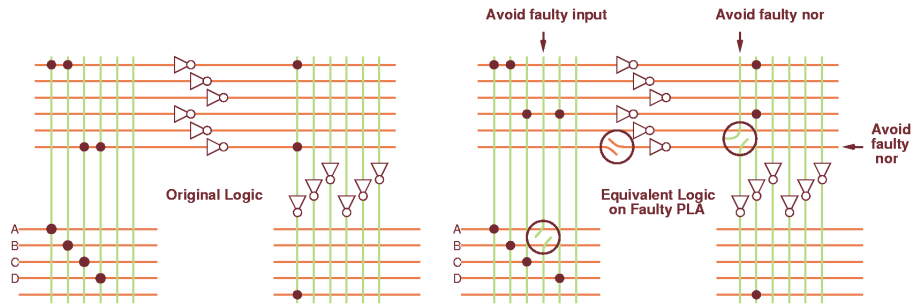 Avoid faulty input
Avoid faulty nor
Avoid
faulty
nor
Original Logic
Equivalent Logic
on Faulty PLA
A
B
C
D
A
B
C
D